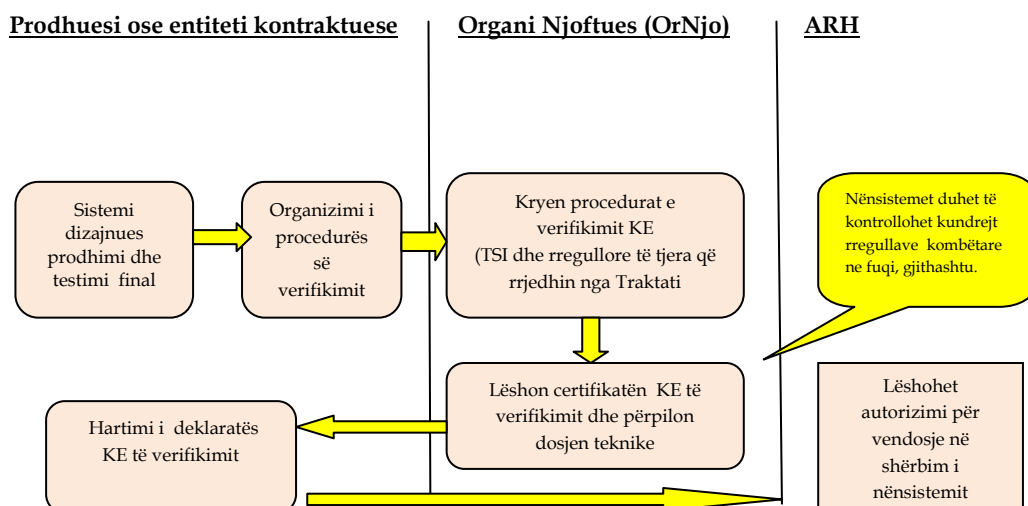 Prodhuesi ose entiteti kontraktuese
Organi Njoftues (OrNjo)
ARH
Sistemi
dizajnues
prodhimi dhe
testimi final
Organizimi i
procedurës
së
verifikimit
Kryen procedurat e
verifikimit KE
(TSI dhe rregullore të tjera që
rrjedhin nga Traktati
Nënsistemet duhet të
kontrollohet kundrejt
rregullave kombëtare
ne fuqi, gjithashtu.
Lëshon certifikatën KE të
verifikimit dhe përpilon
dosjen teknike
Hartimi i deklaratës
KE të verifikimit
Lëshohet
autorizimi për
vendosje në
shërbim i
nënsistemit